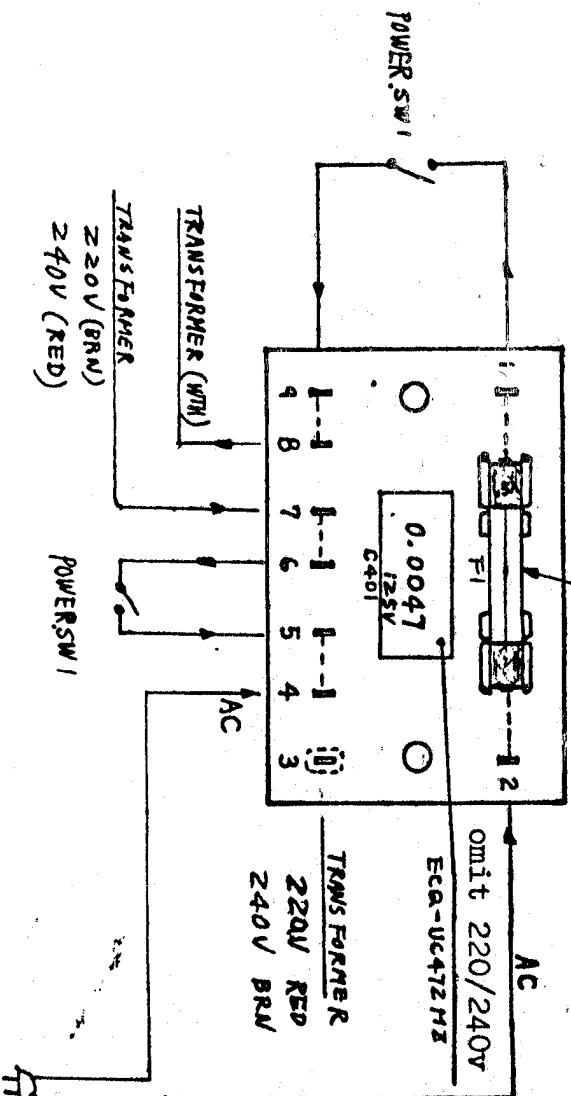 POWER.SW1
TRANSFORMER (WTH)
TRANSFORMER
220V (BRN)
240V (RED)
POWER.SW1
AC
9
8
7
6
5
4
3
F1
0.0047
125V
C401
2
AC
omit 220/240v
ECQ-UC472MZ
TRANSFORMER
220V RED
240V BRN